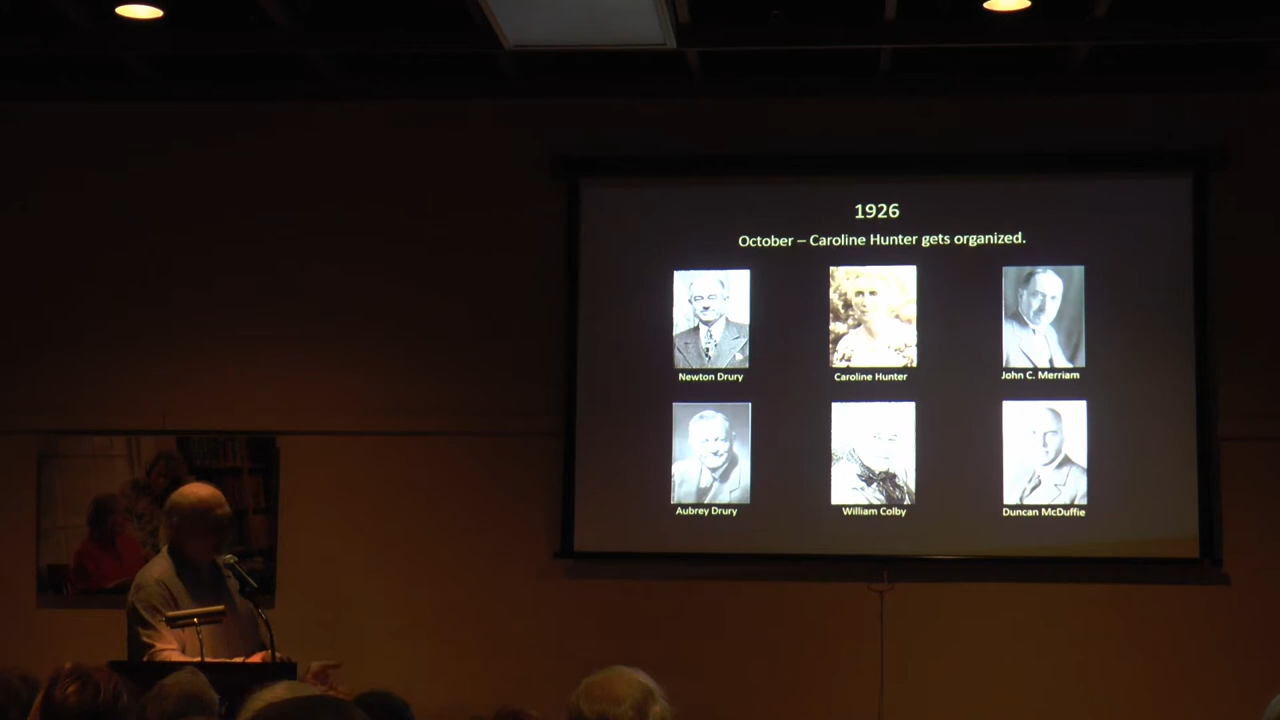 1926
October – Caroline Hunter gets organized.
Newton Drury
Caroline Hunter
John C. Merriam
Aubrey Drury
William Colby
Duncan McDuffie